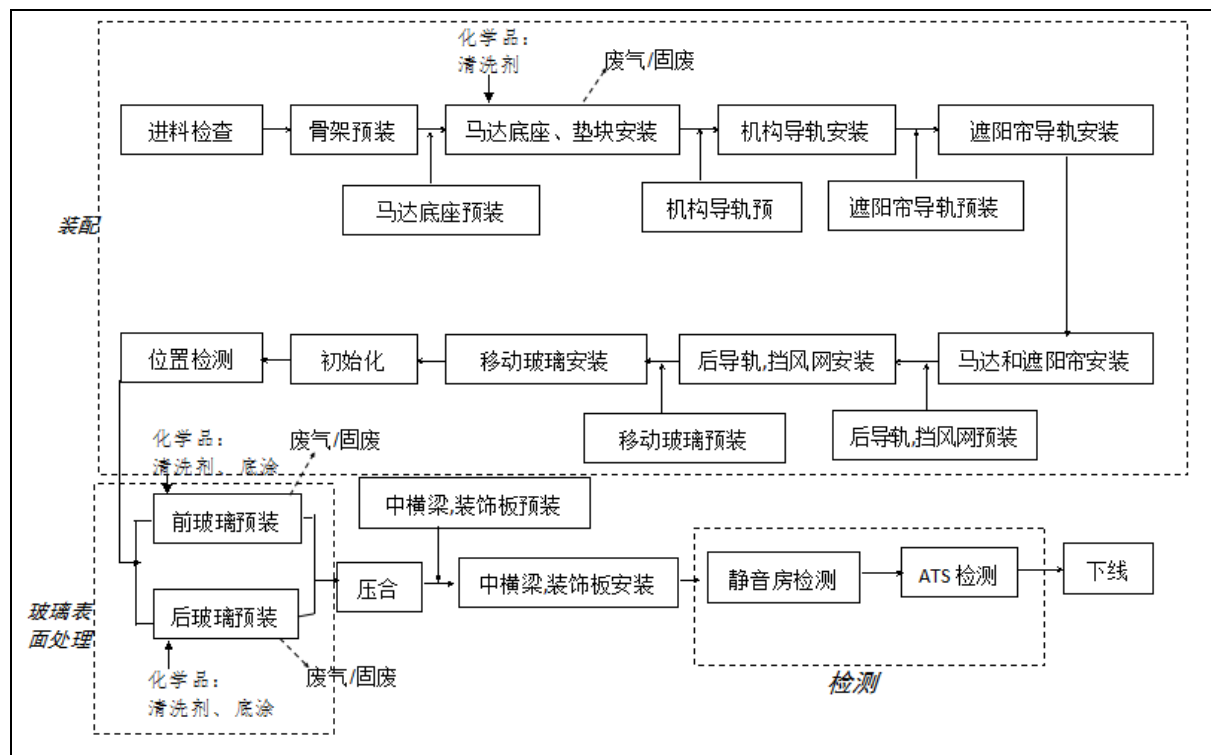 化学品：
清洗剂
废气/固废
进料检查
骨架预装
马达底座、垫块安装
机构导轨安装
遮阳帘导轨安装
马达底座预装
机构导轨预
遮阳帘导轨预装
装配
位置检测
初始化
移动玻璃安装
后导轨,挡风网安装
马达和遮阳帘安装
移动玻璃预装
后导轨,挡风网预装
化学品：
清洗剂、底涂
废气/固废
前玻璃预装
中横梁,装饰板预装
压合
中横梁,装饰板安装
静音房检测
ATS 检测
下线
后玻璃预装
玻璃表
面处理
废气/固废
化学品：
清洗剂、底涂
检测